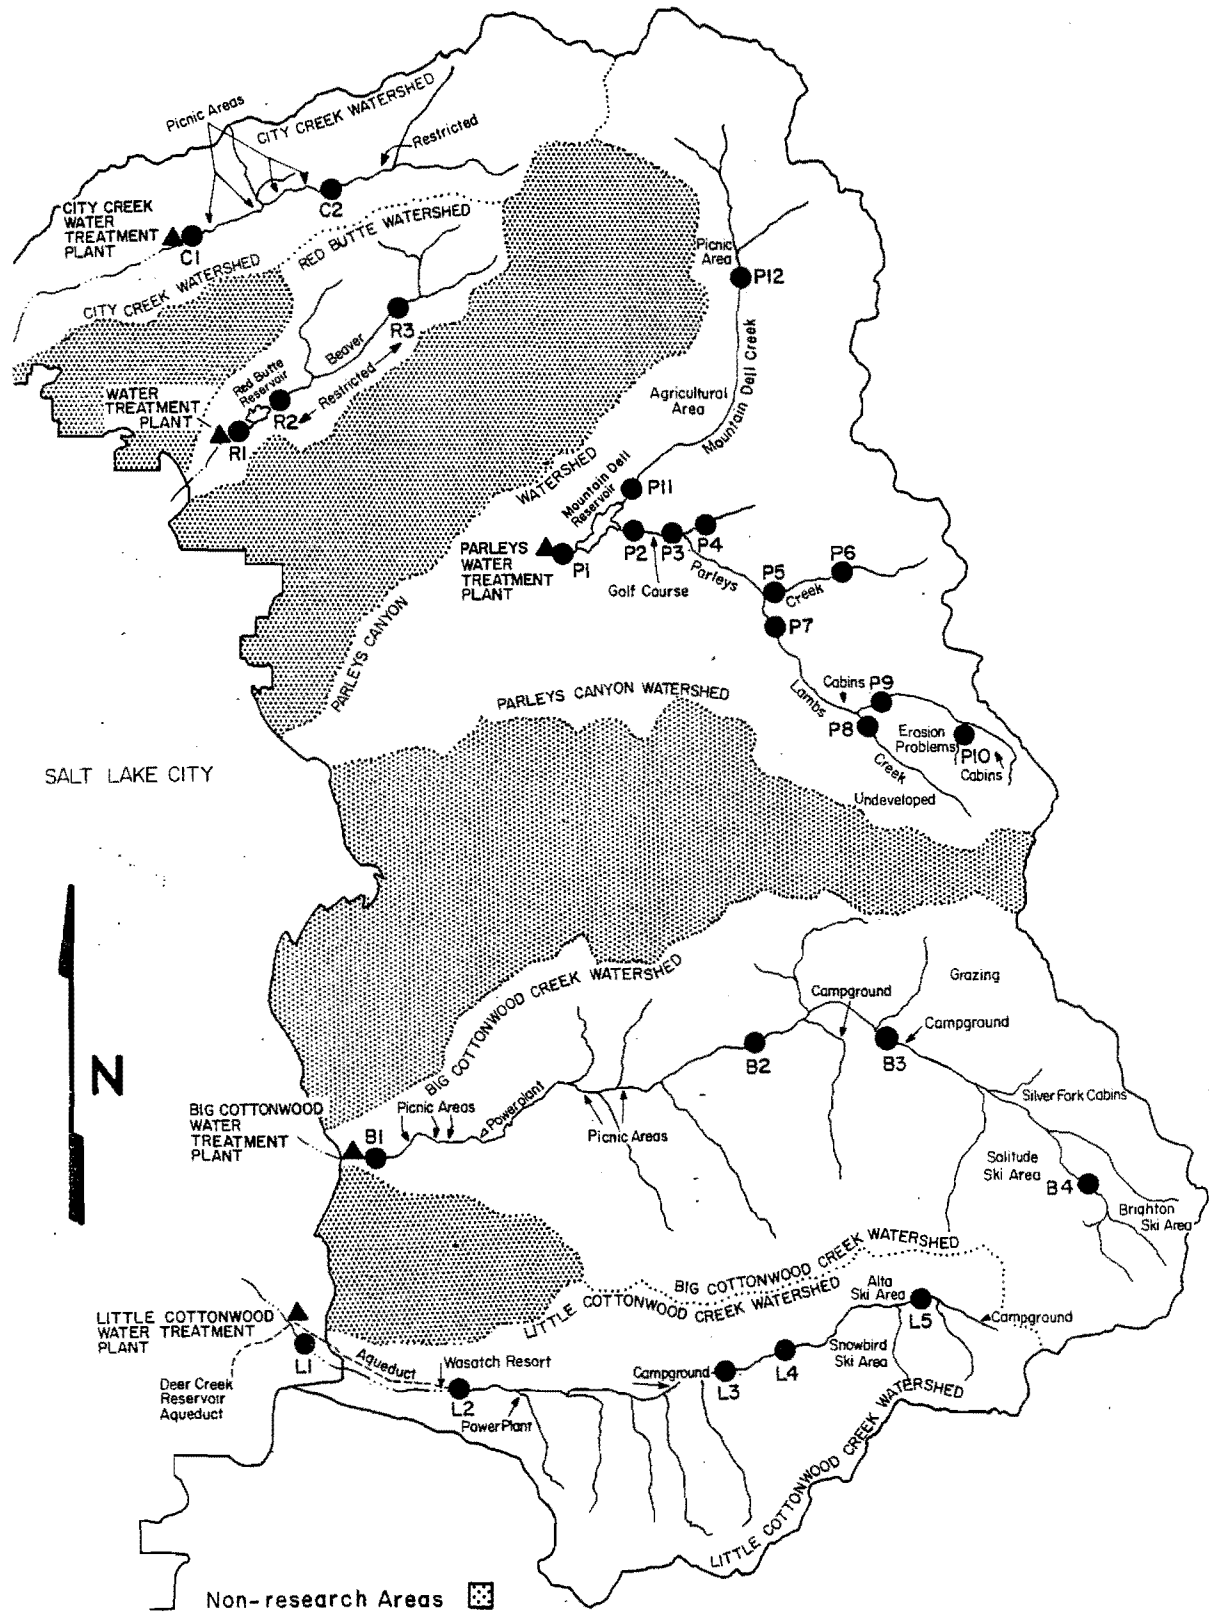 Picnic Areas
CITY CREEK WATERSHED
Restricted
CITY CREEK
WATER
TREATMENT
PLANT
C1
C2
CITY CREEK WATERSHED
RED BUTTE WATERSHED
R3
Beaver
Red Butte
Reservoir
Restricted
WATER
TREATMENT
PLANT
R1
R2
Picnic
Area
P12
Mountain Dell Creek
Agricultural
Area
WATERSHED
Mountain Dell
Reservoir
P11
PARLEYS
WATER
TREATMENT
PLANT
P1
P2
P3
P4
Golf Course
Parleys
P5
Creek
P6
P7
PARLEYS CANYON
PARLEYS CANYON WATERSHED
Lambs
Cabins
P9
P8
Erosion
Problems
P10
Cabins
Creek
Undeveloped
SALT LAKE CITY
N
BIG COTTONWOOD CREEK WATERSHED
Grazing
Campground
Campground
B2
B3
BIG COTTONWOOD
WATER
TREATMENT
PLANT
B1
Picnic Areas
Powerplant
Picnic Areas
Silver Fork Cabins
Solitude
Ski Area
B4
Brighton
Ski Area
BIG COTTONWOOD CREEK WATERSHED
LITTLE COTTONWOOD CREEK WATERSHED
Alta
Ski Area
L5
Campground
LITTLE COTTONWOOD
WATER TREATMENT
PLANT
L1
Aqueduct
Wasatch Resort
Deer Creek
Reservoir
Aqueduct
L2
Power Plant
Campground
L3
L4
Snowbird
Ski Area
LITTLE COTTONWOOD CREEK WATERSHED
Non-research Areas